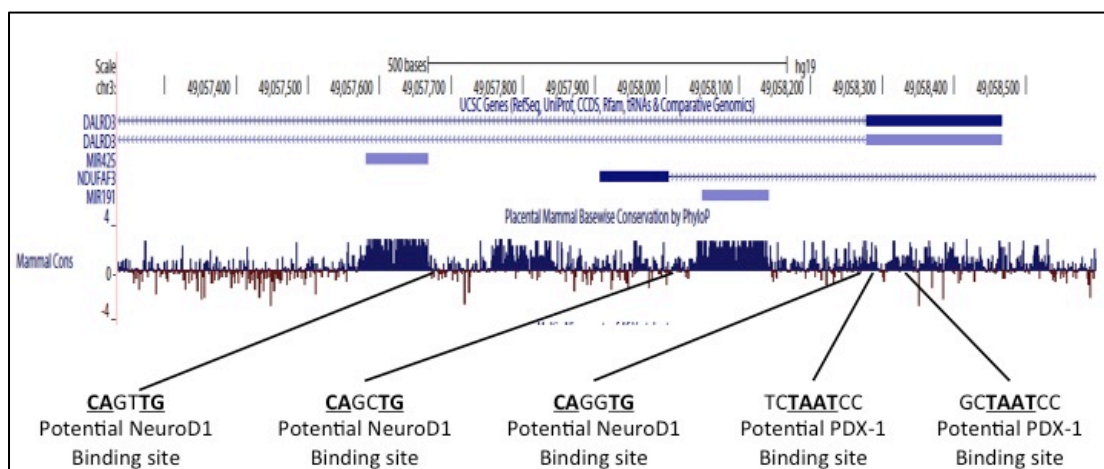 Scale 500 bases hg19
chr3: 49,057,400 49,057,500 49,057,600 49,057,700 49,057,800 49,057,900 49,058,000 49,058,100 49,058,200 49,058,300 49,058,400 49,058,500
UCSC Genes (RefSeq, UniProt, CCDS, Rfam, tRNAs & Comparative Genomics)
DALRD3
DALRD3
MIR425
NDUFAF3
MIR191
4
Placental Mammal Basewise Conservation by PhyloP
Mammal Cons
0
-4
CAGTTG CAGCTG CAGGTG TCTAATCC GCTAATCC
Potential NeuroD1 Potential NeuroD1 Potential NeuroD1 Potential PDX-1 Potential PDX-1
Binding site Binding site Binding site Binding site Binding site